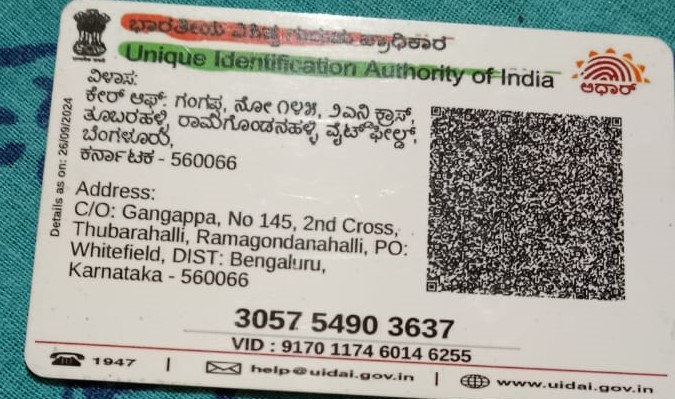 ಭಾರತೀಯ ವಿಶಿಷ್ಟ ಗುರುತು ಪ್ರಾಧಿಕಾರ
Unique Identification Authority of India
ಆಧಾರ್
ವಿಳಾಸ:
ಕೇರ್ ಆಫ್: ಗಂಗಪ್ಪ, ನೋ ೧೪೫, ೨ಎನಿ ಕ್ರಾಸ್,
ತೂಬರಹಳ್ಳಿ, ರಾಮಗೊಂಡನಹಳ್ಳಿ, ವೈಟ್ ಫೀಲ್ಡ್,
ಬೆಂಗಳೂರು,
ಕರ್ನಾಟಕ - 560066
Details as on: 26/09/2024
Address:
C/O: Gangappa, No 145, 2nd Cross,
Thubarahalli, Ramagondanahalli, PO:
Whitefield, DIST: Bengaluru,
Karnataka - 560066
3057 5490 3637
VID : 9170 1174 6014 6255
1947 | help@uidai.gov.in | www.uidai.gov.in